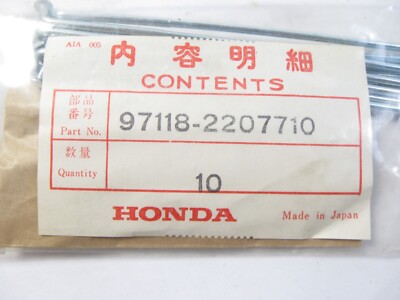 AIA 005
内容明細
CONTENTS
部品
番号
Part No. 97118-2207710
数量
Quantity 10
HONDA Made in Japan